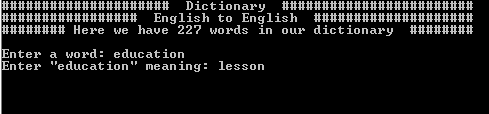 ##################### Dictionary ########################
################# English to English ####################
######## Here we have 227 words in our dictionary ########
Enter a word: education
Enter "education" meaning: lesson